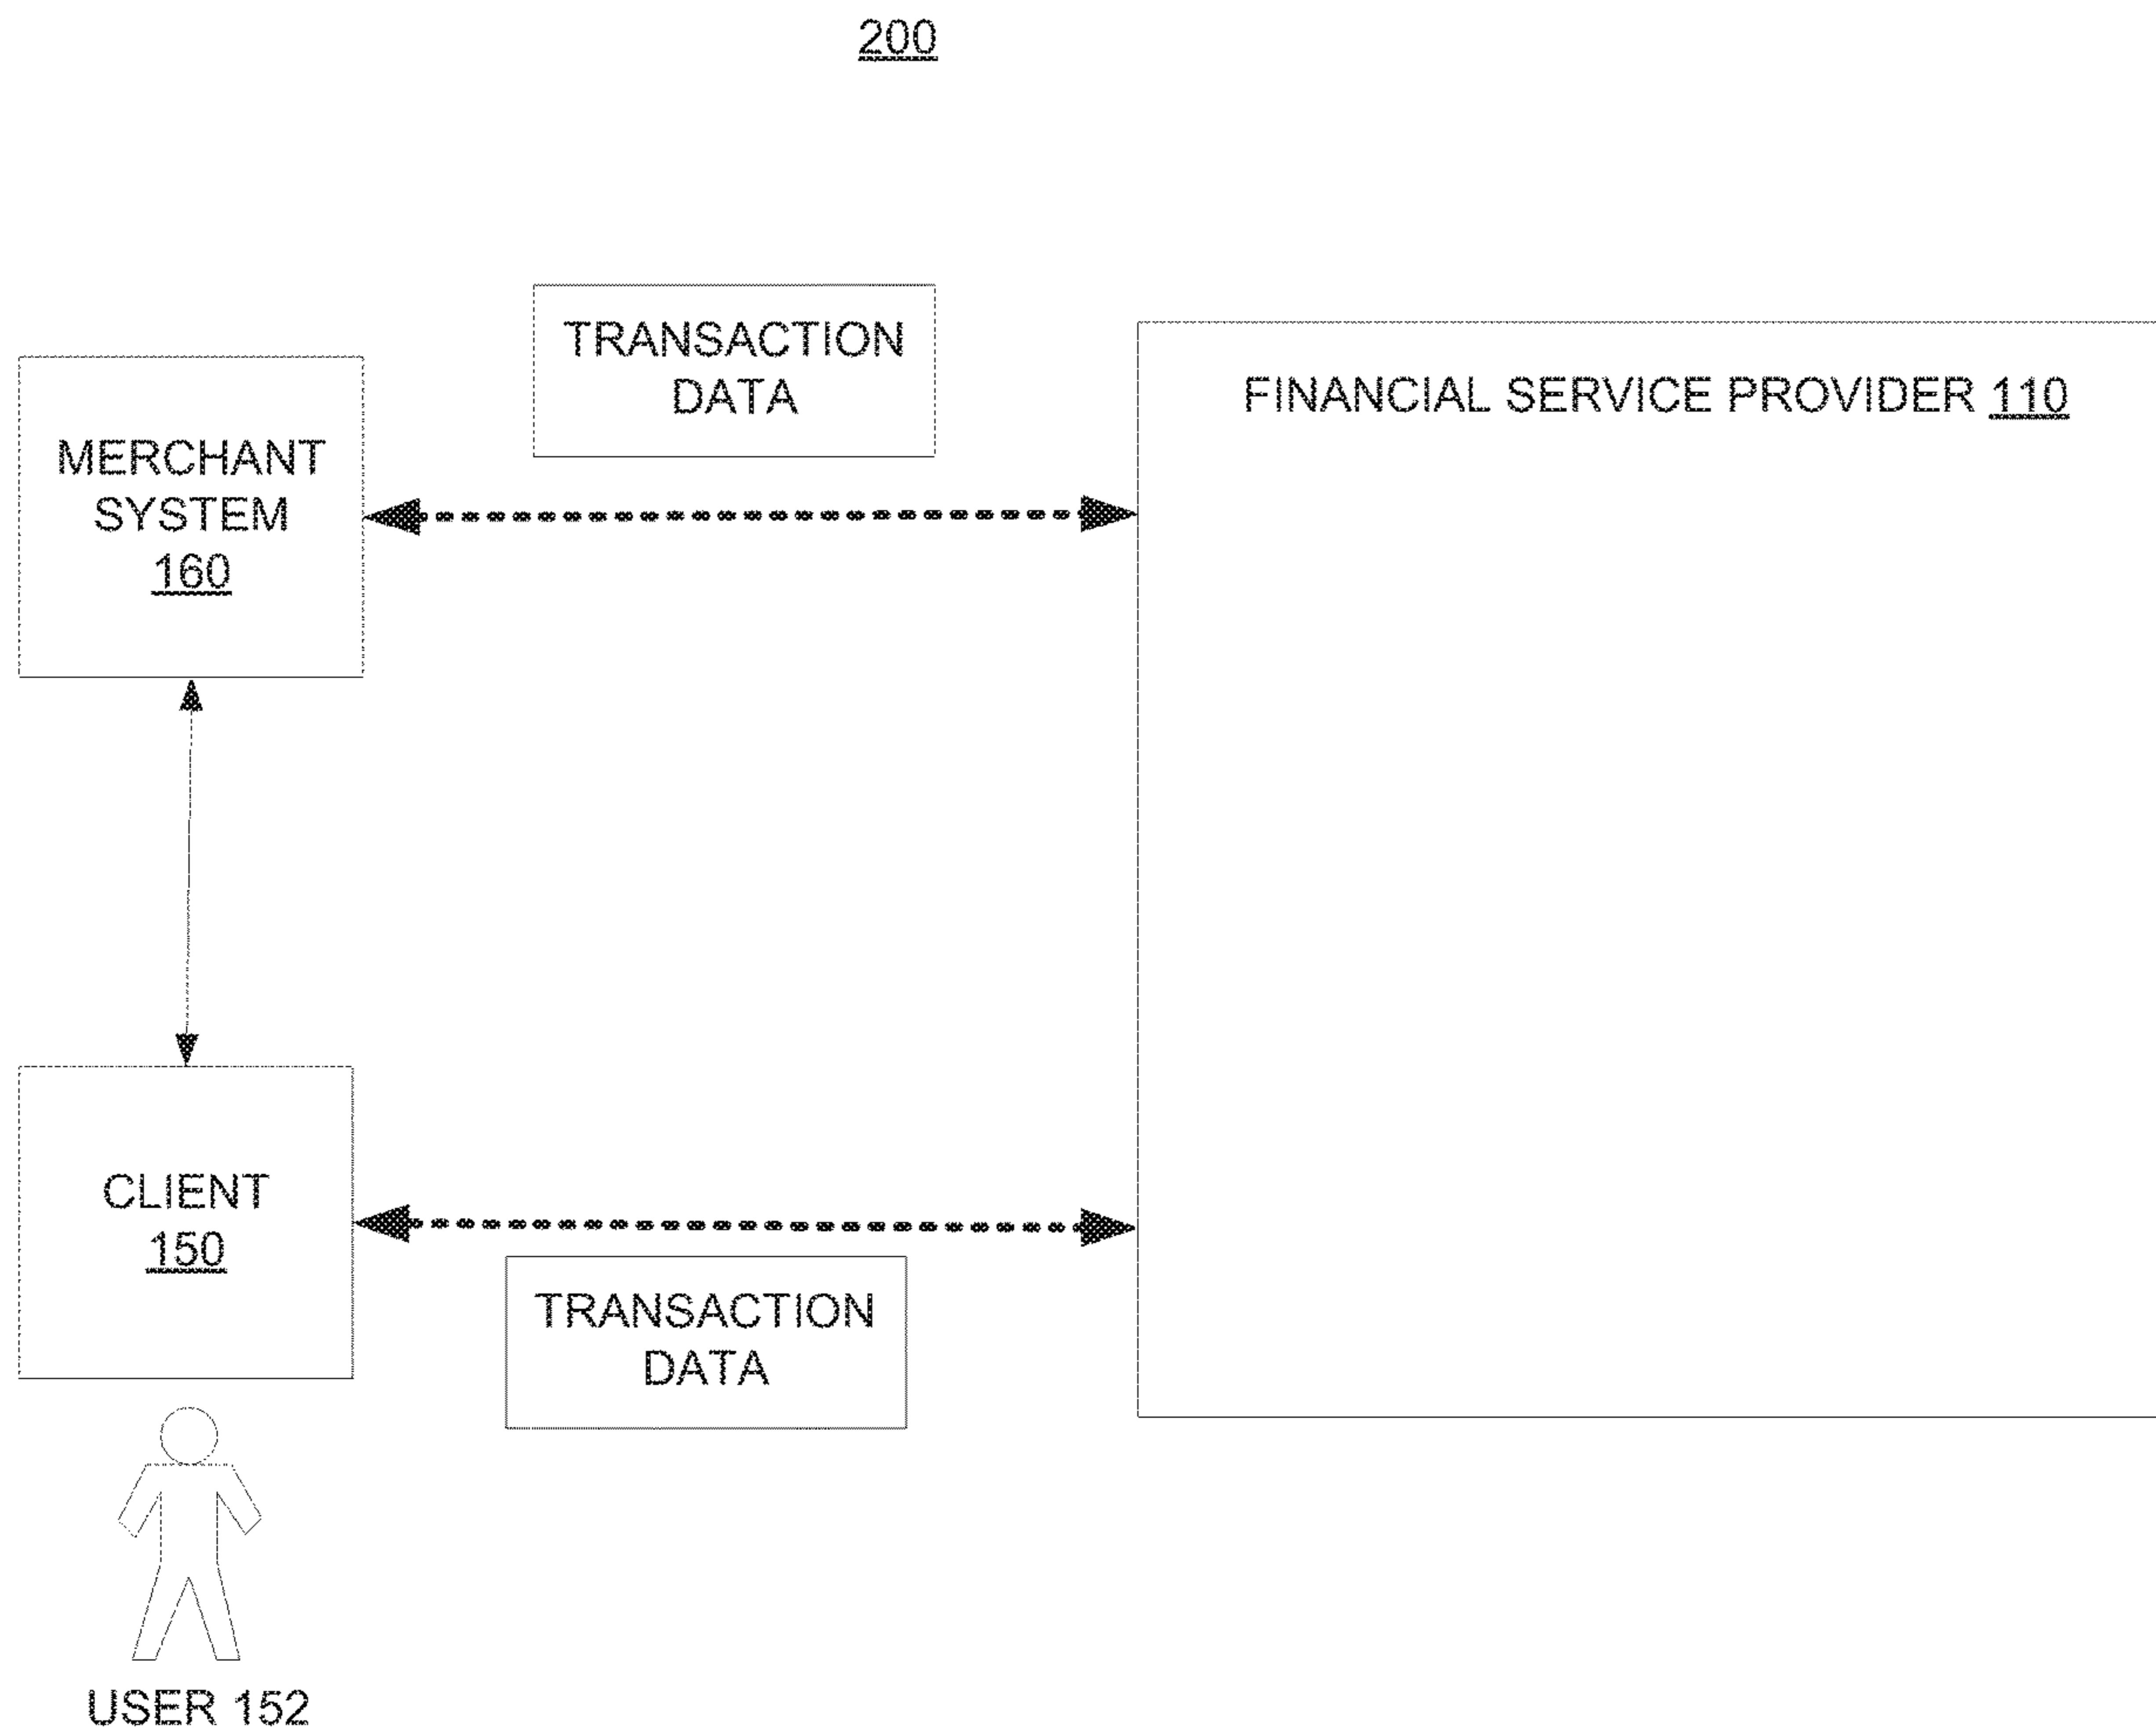 200
TRANSACTION
DATA
FINANCIAL SERVICE PROVIDER 110
MERCHANT
SYSTEM
160
CLIENT
150
TRANSACTION
DATA
USER 152